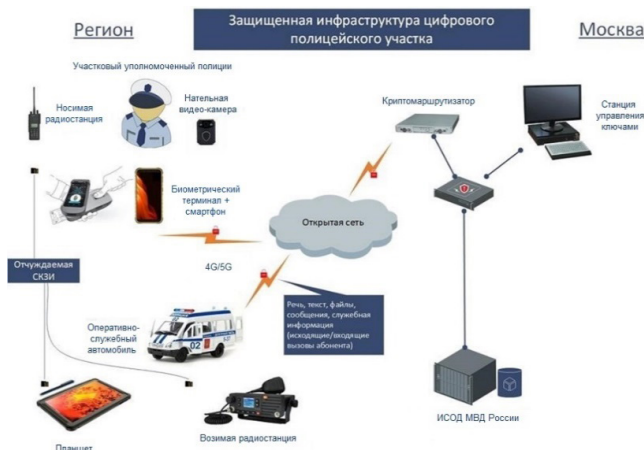 Регион
Защищенная инфраструктура цифрового
полицейского участка
Москва
Участковый уполномоченный полиции
Носимая
радиостанция
Нательная
видео-камера
Криптомаршрутизатор
Станция
управления
ключами
Биометрический
терминал +
смартфон
Открытая сеть
Отчуждаемая
СКЗИ
4G/5G
Речь, текст, файлы,
сообщения, служебная
информация
(исходящие/входящие
вызовы абонента)
Оперативно-
служебный
автомобиль
02
ИСОД МВД России
Планшет
Возимая радиостанция